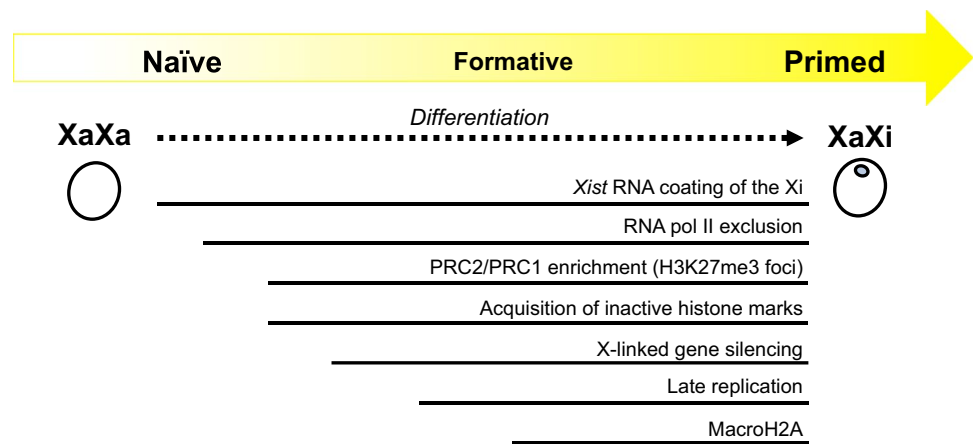 Naïve Formative Primed
Differentiation
XaXa XaXi
Xist RNA coating of the Xi
RNA pol II exclusion
PRC2/PRC1 enrichment (H3K27me3 foci)
Acquisition of inactive histone marks
X-linked gene silencing
Late replication
MacroH2A